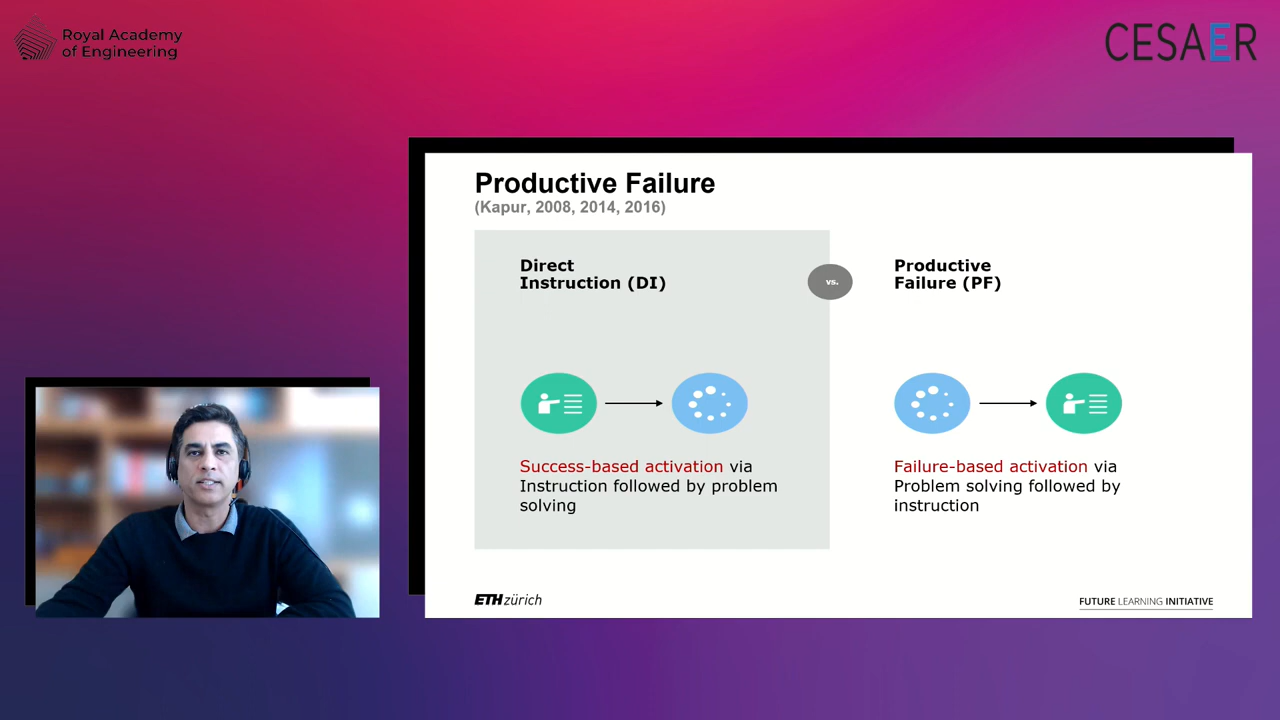 Royal Academy
of Engineering
CESAER
Productive Failure
(Kapur, 2008, 2014, 2016)
Direct
Instruction (DI)
vs.
Productive
Failure (PF)
Success-based activation via
Instruction followed by problem
solving
Failure-based activation via
Problem solving followed by
instruction
ETH zürich
FUTURE LEARNING INITIATIVE